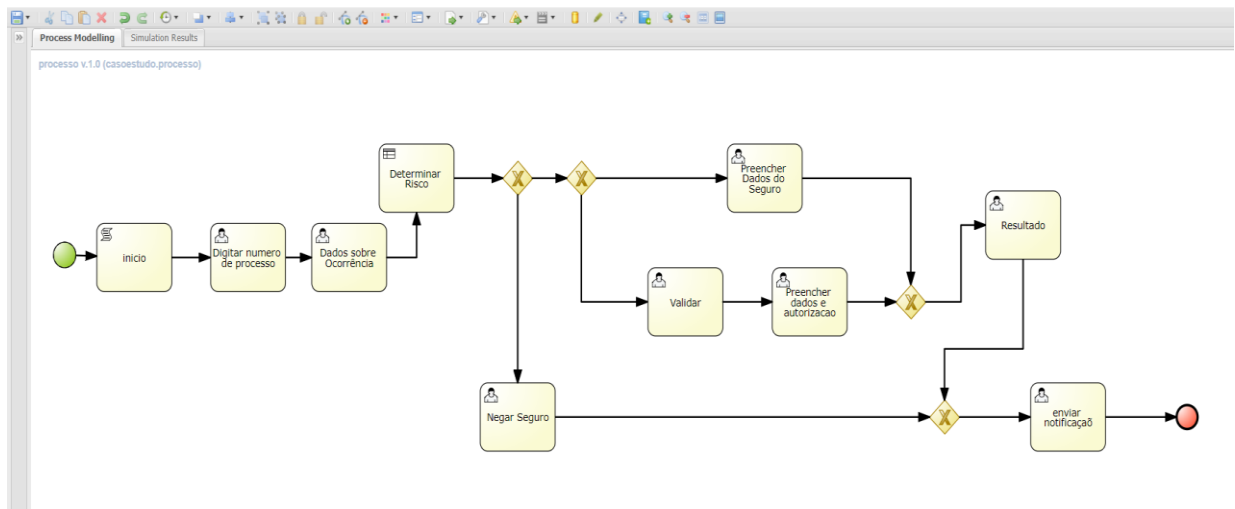 Process Modelling
Simulation Results
processo v.1.0 (casoestudo.processo)
Determinar
Risco
X
X
Preencher
Dados do
Seguro
Resultado
inicio
Digitar numero
de processo
Dados sobre
Ocorrência
Validar
Preencher
dados e
autorizacao
X
Negar Seguro
X
enviar
notificaçaõ